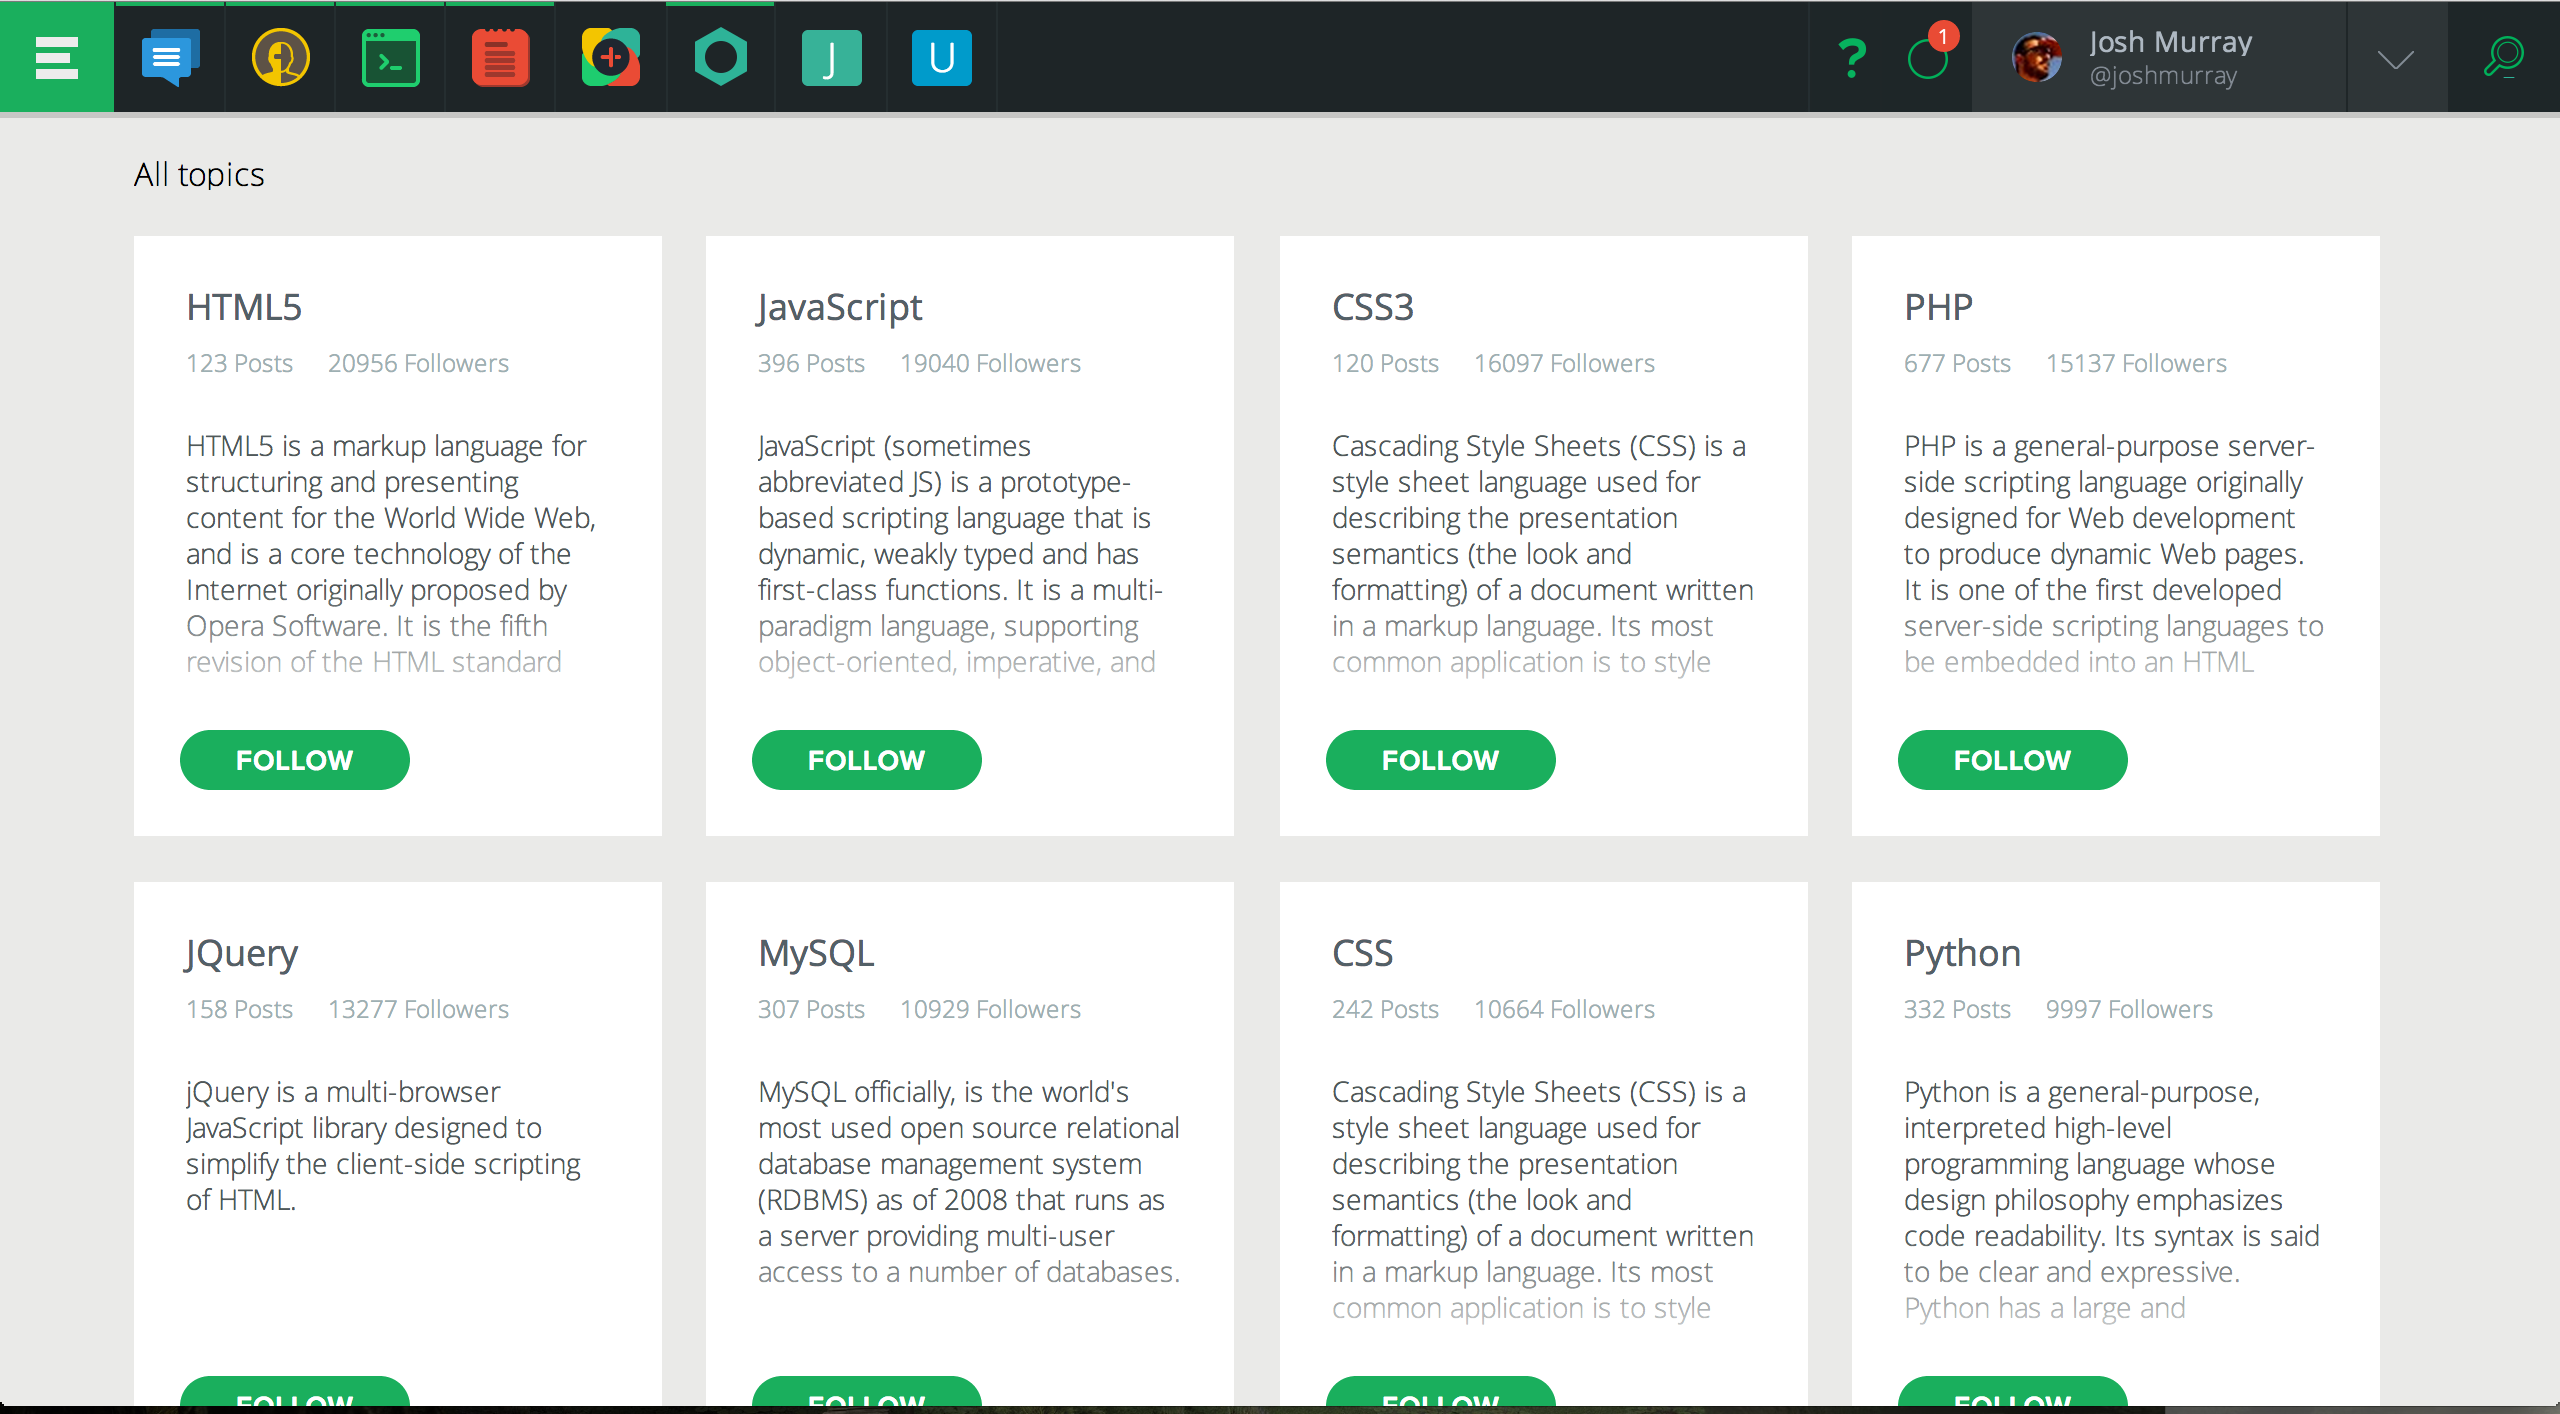 J
U
?
1
Josh Murray
@joshmurray
All topics
HTML5
123 Posts 20956 Followers
HTML5 is a markup language for
structuring and presenting
content for the World Wide Web,
and is a core technology of the
Internet originally proposed by
Opera Software. It is the fifth
revision of the HTML standard
FOLLOW
JavaScript
396 Posts 19040 Followers
JavaScript (sometimes
abbreviated JS) is a prototype-
based scripting language that is
dynamic, weakly typed and has
first-class functions. It is a multi-
paradigm language, supporting
object-oriented, imperative, and
FOLLOW
CSS3
120 Posts 16097 Followers
Cascading Style Sheets (CSS) is a
style sheet language used for
describing the presentation
semantics (the look and
formatting) of a document written
in a markup language. Its most
common application is to style
FOLLOW
PHP
677 Posts 15137 Followers
PHP is a general-purpose server-
side scripting language originally
designed for Web development
to produce dynamic Web pages.
It is one of the first developed
server-side scripting languages to
be embedded into an HTML
FOLLOW
JQuery
158 Posts 13277 Followers
jQuery is a multi-browser
JavaScript library designed to
simplify the client-side scripting
of HTML.
FOLLOW
MySQL
307 Posts 10929 Followers
MySQL officially, is the world's
most used open source relational
database management system
(RDBMS) as of 2008 that runs as
a server providing multi-user
access to a number of databases.
FOLLOW
CSS
242 Posts 10664 Followers
Cascading Style Sheets (CSS) is a
style sheet language used for
describing the presentation
semantics (the look and
formatting) of a document written
in a markup language. Its most
common application is to style
FOLLOW
Python
332 Posts 9997 Followers
Python is a general-purpose,
interpreted high-level
programming language whose
design philosophy emphasizes
code readability. Its syntax is said
to be clear and expressive.
Python has a large and
FOLLOW